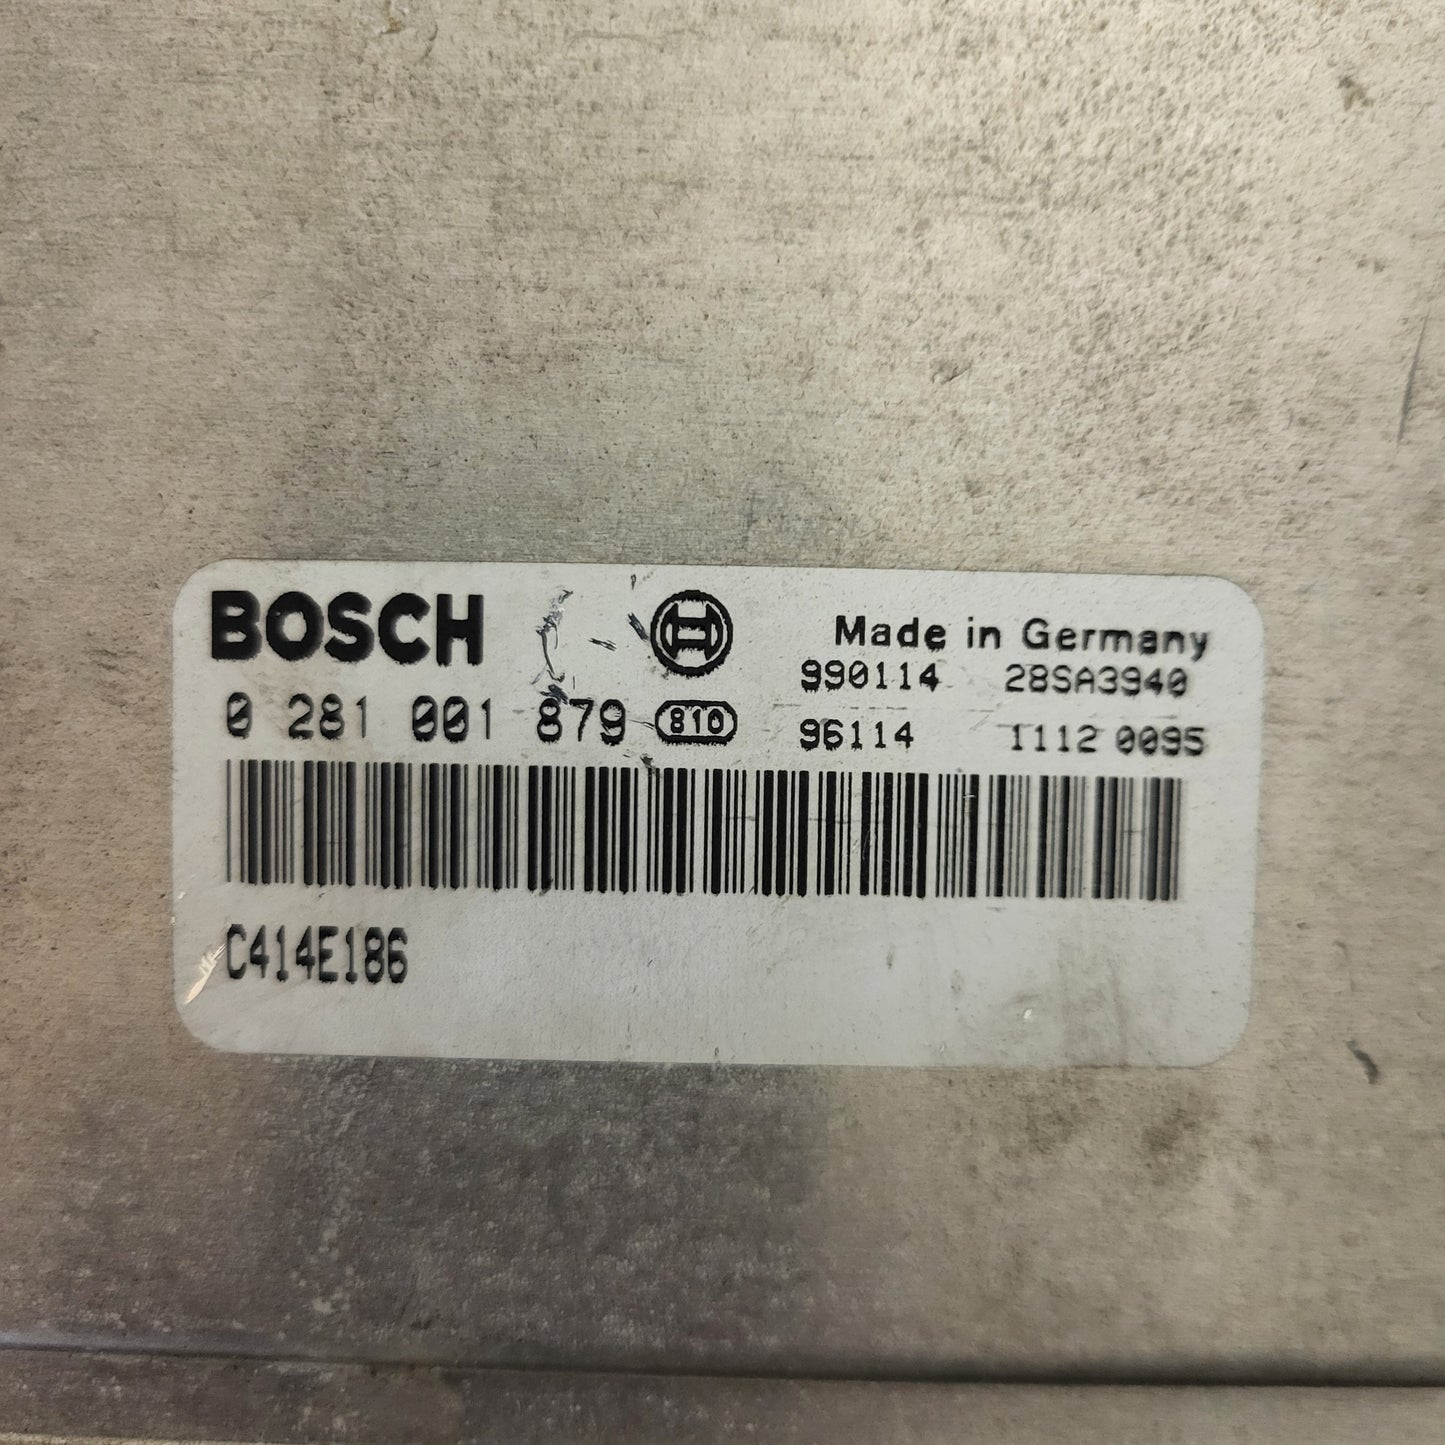 BOSCH
Made in Germany
990114 28SA3940
0 281 001 879 810 96114 1112 0095
C414E186